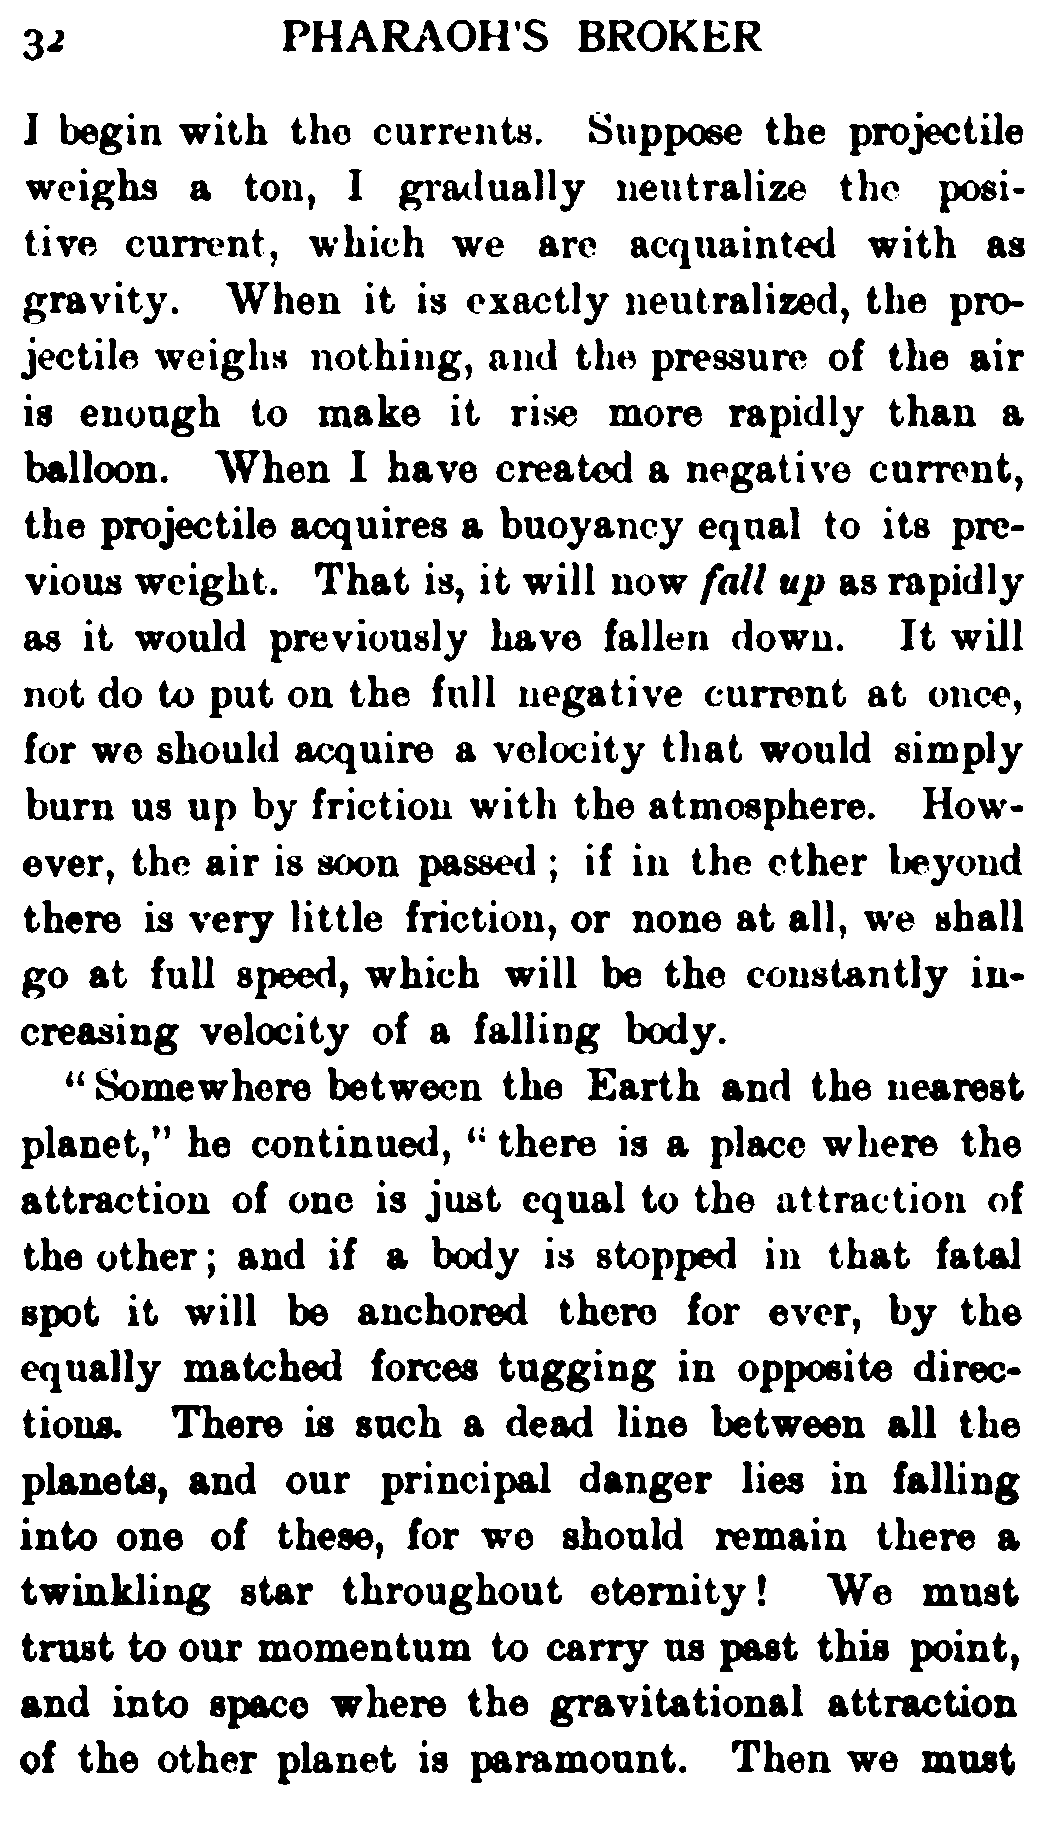 32 PHARAOH'S BROKER
I begin with the currents. Suppose the projectile
weighs a ton, I gradually neutralize the posi-
tive current, which we are acquainted with as
gravity. When it is exactly neutralized, the pro-
jectile weighs nothing, and the pressure of the air
is enough to make it rise more rapidly than a
balloon. When I have created a negative current,
the projectile acquires a buoyancy equal to its pre-
vious weight. That is, it will now fall up as rapidly
as it would previously have fallen down. It will
not do to put on the full negative current at once,
for we should acquire a velocity that would simply
burn us up by friction with the atmosphere. How-
ever, the air is soon passed; if in the ether beyond
there is very little friction, or none at all, we shall
go at full speed, which will be the constantly in-
creasing velocity of a falling body.
"Somewhere between the Earth and the nearest
planet," he continued, "there is a place where the
attraction of one is just equal to the attraction of
the other; and if a body is stopped in that fatal
spot it will be anchored there for ever, by the
equally matched forces tugging in opposite direc-
tions. There is such a dead line between all the
planets, and our principal danger lies in falling
into one of these, for we should remain there a
twinkling star throughout eternity! We must
trust to our momentum to carry us past this point,
and into space where the gravitational attraction
of the other planet is paramount. Then we must